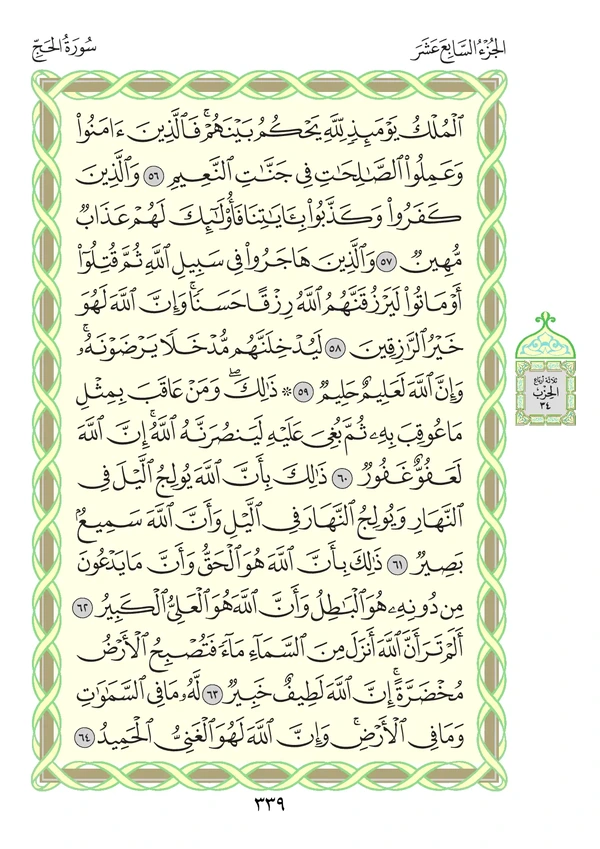 الجُزْءُ السَّابِعَ عَشَرَ
سُورَةُ الحَجِّ
ٱلْمُلْكُ يَوْمَئِذٍ لِّلَّهِ يَحْكُمُ بَيْنَهُمْۚ فَٱلَّذِينَ ءَامَنُوا۟
وَعَمِلُوا۟ ٱلصَّٰلِحَٰتِ فِى جَنَّٰتِ ٱلنَّعِيمِ ٥٦ وَٱلَّذِينَ
كَفَرُوا۟ وَكَذَّبُوا۟ بِـَٔايَٰتِنَا فَأُو۟لَٰٓئِكَ لَهُمْ عَذَابٌ
مُّهِينٌ ٥٧ وَٱلَّذِينَ هَاجَرُوا۟ فِى سَبِيلِ ٱللَّهِ ثُمَّ قُتِلُوٓا۟
أَوْ مَاتُوا۟ لَيَرْزُقَنَّهُمُ ٱللَّهُ رِزْقًا حَسَنًاۚ وَإِنَّ ٱللَّهَ لَهُوَ
خَيْرُ ٱلرَّٰزِقِينَ ٥٨ لَيُدْخِلَنَّهُم مُّدْخَلًا يَرْضَوْنَهُۥۚ
وَإِنَّ ٱللَّهَ لَعَلِيمٌ حَلِيمٌ ٥٩ ۞ ذَٰلِكَۖ وَمَنْ عَاقَبَ بِمِثْلِ
مَا عُوقِبَ بِهِۦ ثُمَّ بُغِىَ عَلَيْهِ لَيَنصُرَنَّهُ ٱللَّهُۚ إِنَّ ٱللَّهَ
لَعَفُوٌّ غَفُورٌ ٦٠ ذَٰلِكَ بِأَنَّ ٱللَّهَ يُولِجُ ٱلَّيْلَ فِى
ٱلنَّهَارِ وَيُولِجُ ٱلنَّهَارَ فِى ٱلَّيْلِ وَأَنَّ ٱللَّهَ سَمِيعٌۢ
بَصِيرٌ ٦١ ذَٰلِكَ بِأَنَّ ٱللَّهَ هُوَ ٱلْحَقُّ وَأَنَّ مَا يَدْعُونَ
مِن دُونِهِۦ هُوَ ٱلْبَٰطِلُ وَأَنَّ ٱللَّهَ هُوَ ٱلْعَلِىُّ ٱلْكَبِيرُ ٦٢
أَلَمْ تَرَ أَنَّ ٱللَّهَ أَنزَلَ مِنَ ٱلسَّمَآءِ مَآءً فَتُصْبِحُ ٱلْأَرْضُ
مُخْضَرَّةًۚ إِنَّ ٱللَّهَ لَطِيفٌ خَبِيرٌ ٦٣ لَّهُۥ مَا فِى ٱلسَّمَٰوَٰتِ
وَمَا فِى ٱلْأَرْضِۚ وَإِنَّ ٱللَّهَ لَهُوَ ٱلْغَنِىُّ ٱلْحَمِيدُ ٦٤
ثلاثة أرباع
الحزب
٣٤
٣٣٩